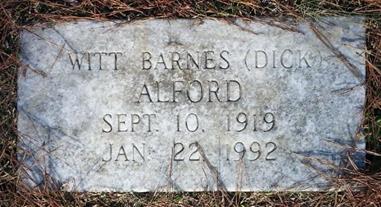 WITT BARNES (DICK)
ALFORD
SEPT. 10, 1919
JAN. 22, 1992